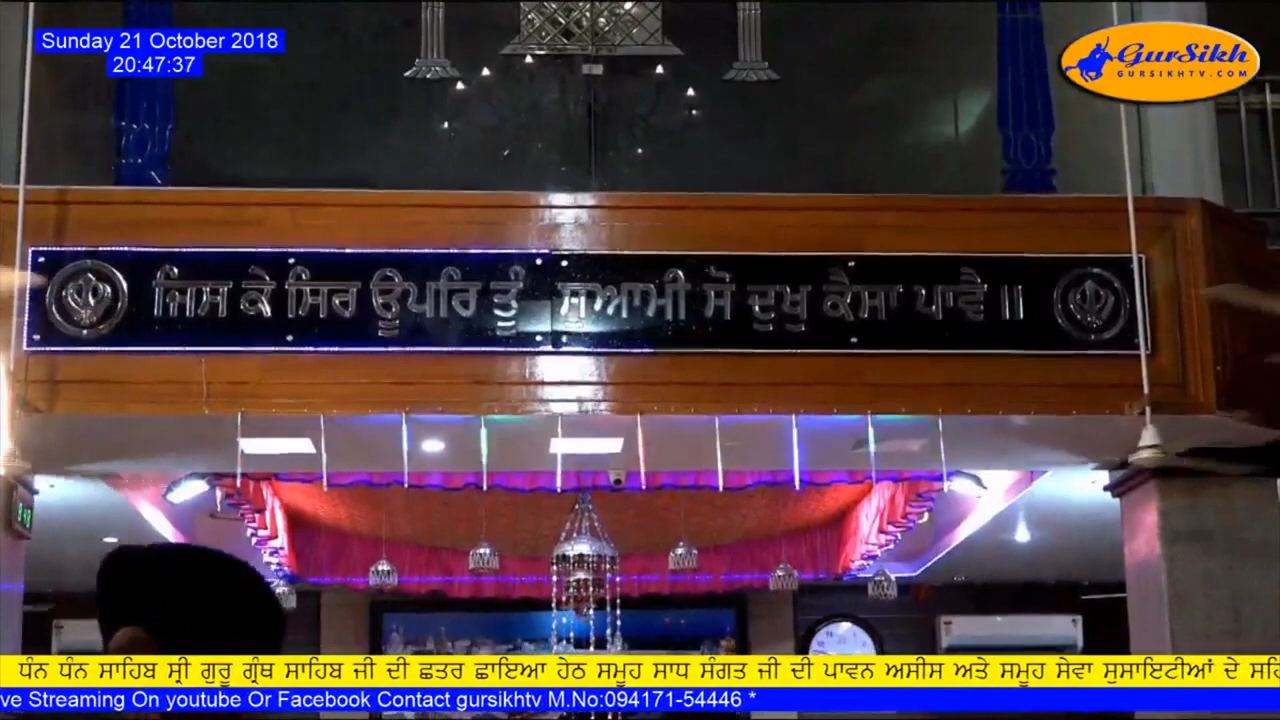 Sunday 21 October 2018
20:47:37
GurSikh
GURSIKHTV.COM
ਜਿਸ ਕੇ ਸਿਰ ਊਪਰਿ ਤੂੰ ਸੁਆਮੀ ਸੋ ਦੁਖੁ ਕੈਸਾ ਪਾਵੈ ॥
ਧੰਨ ਧੰਨ ਸਾਹਿਬ ਸ੍ਰੀ ਗੁਰੂ ਗ੍ਰੰਥ ਸਾਹਿਬ ਜੀ ਦੀ ਛਤਰ ਛਾਇਆ ਹੇਠ ਸਮੂਹ ਸਾਧ ਸੰਗਤ ਜੀ ਦੀ ਪਾਵਨ ਅਸੀਸ ਅਤੇ ਸਮੂਹ ਸੇਵਾ ਸੁਸਾਇਟੀਆਂ ਦੇ
ve Streaming On youtube Or Facebook Contact gursikhtv M.No:094171-54446 *